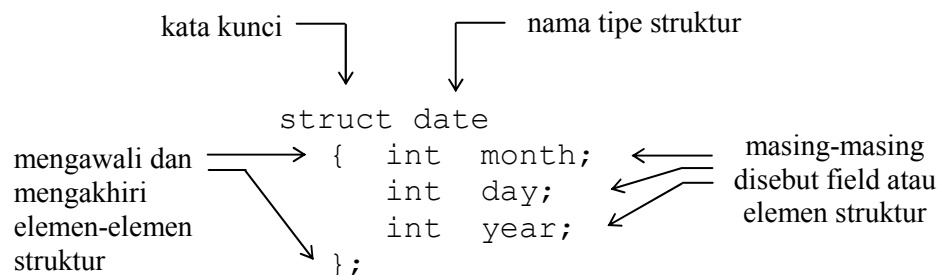 kata kunci
nama tipe struktur
struct date
mengawali dan
mengakhiri
elemen-elemen
struktur
{ int month;
int day;
int year;
};
masing-masing
disebut field atau
elemen struktur